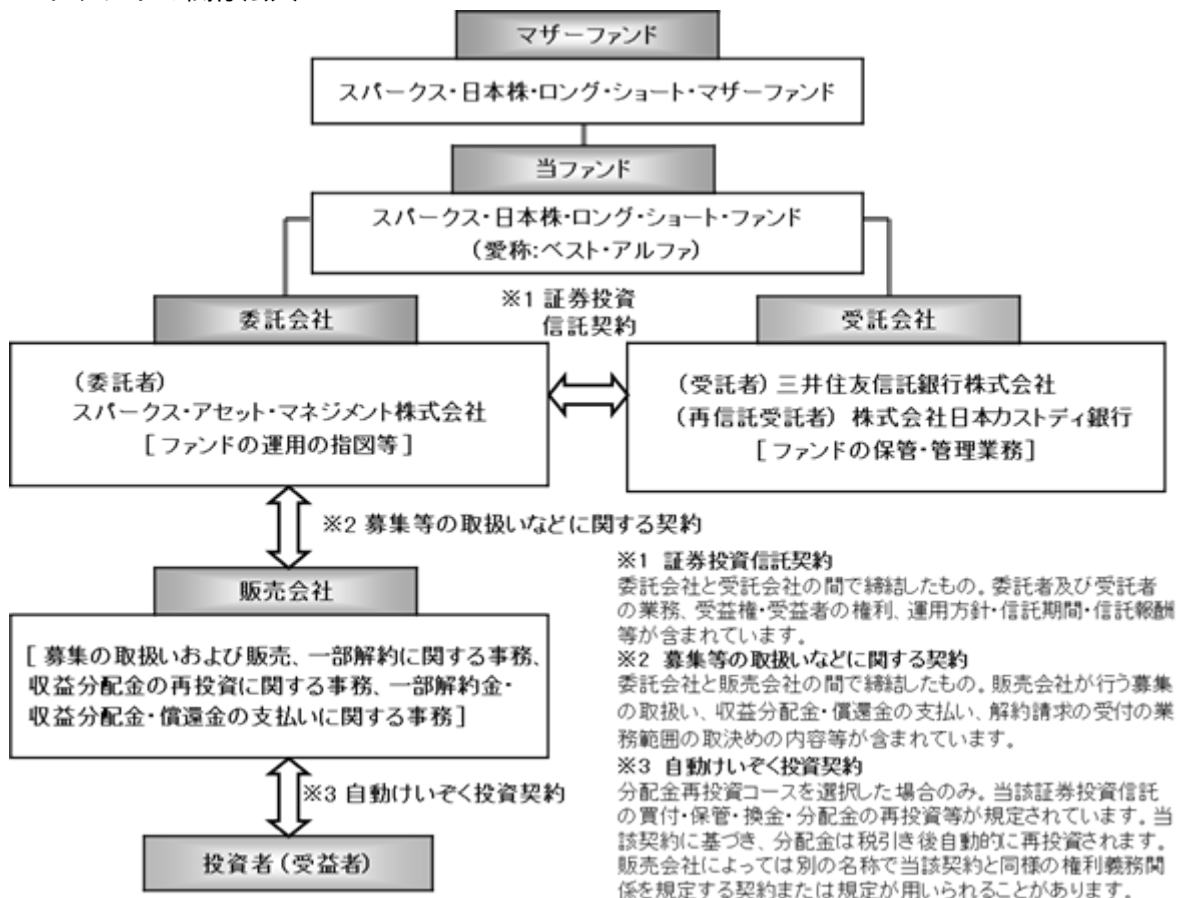 マザーファンド
スパークス・日本株・ロング・ショート・マザーファンド
当ファンド
スパークス・日本株・ロング・ショート・ファンド
(愛称:ベスト・アルファ)
※1 証券投資
信託契約
委託会社
(委託者)
スパークス・アセット・マネジメント株式会社
[ファンドの運用の指図等]
受託会社
(受託者) 三井住友信託銀行株式会社
(再信託受託者) 株式会社日本カストディ銀行
[ファンドの保管・管理業務]
※2 募集等の取扱いなどに関する契約
販売会社
[募集の取扱いおよび販売、一部解約に関する事務、
収益分配金の再投資に関する事務、一部解約金・
収益分配金・償還金の支払いに関する事務]
※3 自動けいぞく投資契約
投資者(受益者)
※1 証券投資信託契約
委託会社と受託会社の間で締結したもの。委託者及び受託者
の業務、受益権・受益者の権利、運用方針・信託期間・信託報酬
等が含まれています。
※2 募集等の取扱いなどに関する契約
委託会社と販売会社の間で締結したもの。販売会社が行う募集
の取扱い、収益分配金・償還金の支払い、解約請求の受付の業
務範囲の取決めの内容等が含まれています。
※3 自動けいぞく投資契約
分配金再投資コースを選択した場合のみ。当該証券投資信託
の買付・保管・換金・分配金の再投資等が規定されています。当
該契約に基づき、分配金は税引き後自動的に再投資されます。
販売会社によっては別の名称で当該契約と同様の権利義務関
係を規定する契約または規定が用いられることがあります。